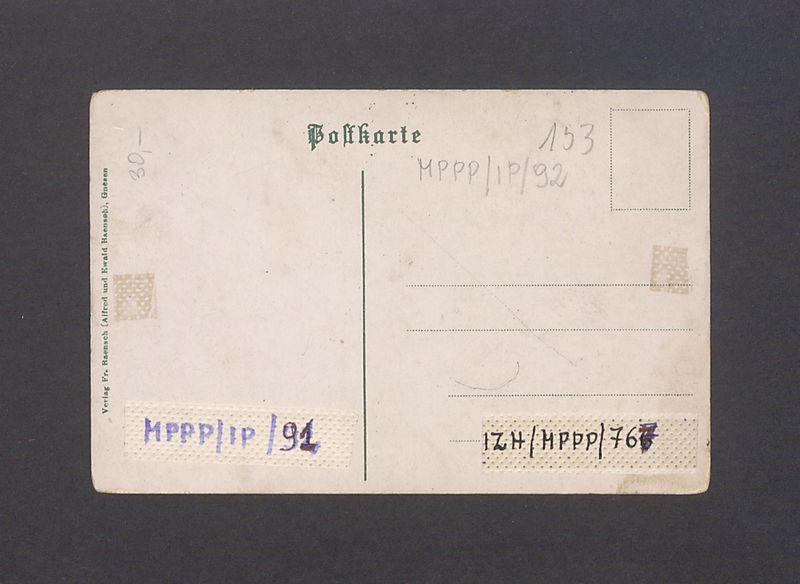 Postkarte
153
MPPP/IP/92
30,-
Verlag Fr. Raensch (Alfred und Ewald Raensch), Gnesen
MPPP/IP/91
IZH/MPPP/767